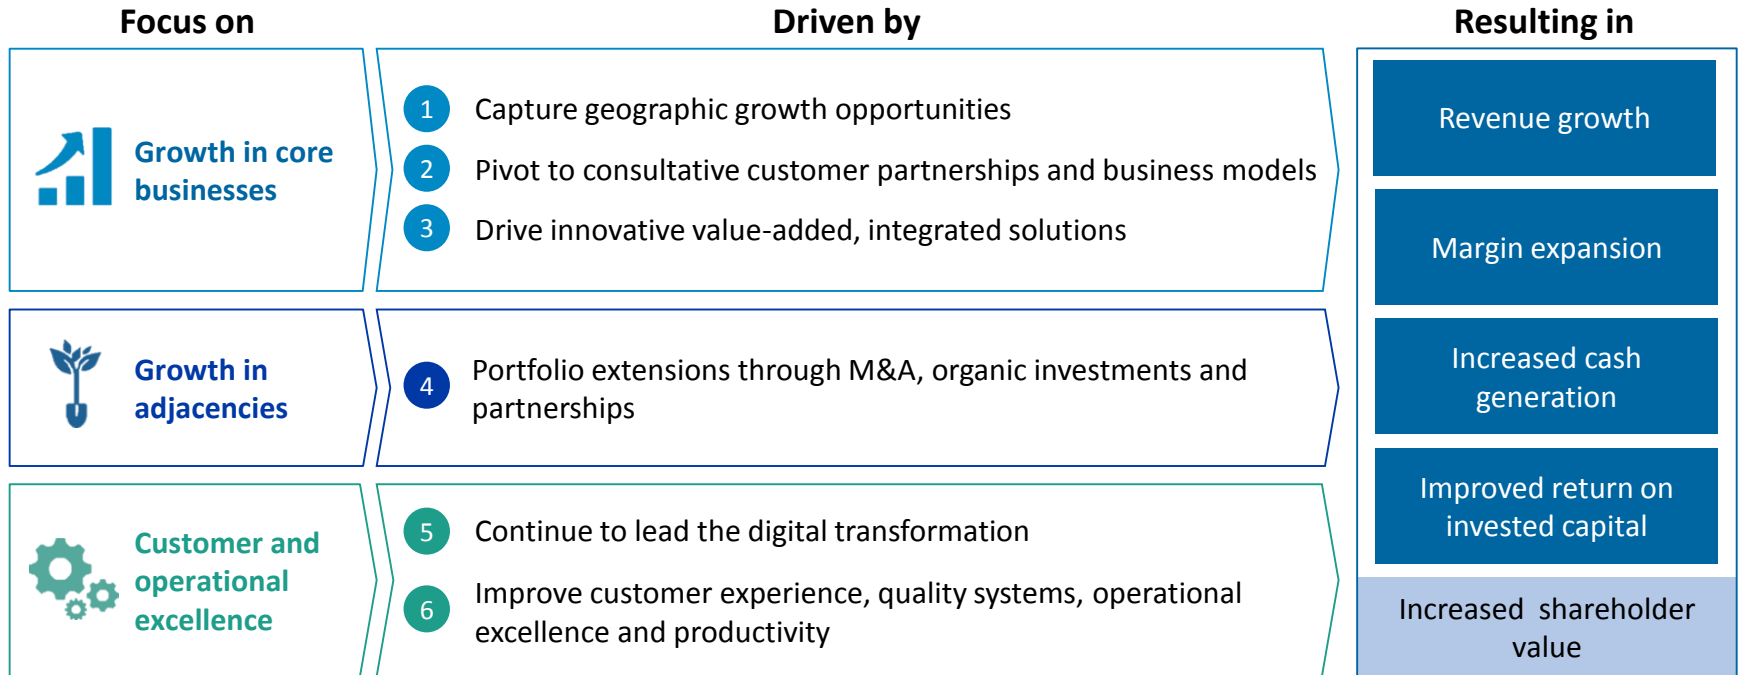 Focus on
Driven by
Resulting in
Growth in core
businesses
1
Capture geographic growth opportunities
2
Pivot to consultative customer partnerships and business models
3
Drive innovative value-added, integrated solutions
Growth in
adjacencies
4
Portfolio extensions through M&A, organic investments and
partnerships
Customer and
operational
excellence
5
Continue to lead the digital transformation
6
Improve customer experience, quality systems, operational
excellence and productivity
Revenue growth
Margin expansion
Increased cash
generation
Improved return on
invested capital
Increased shareholder
value